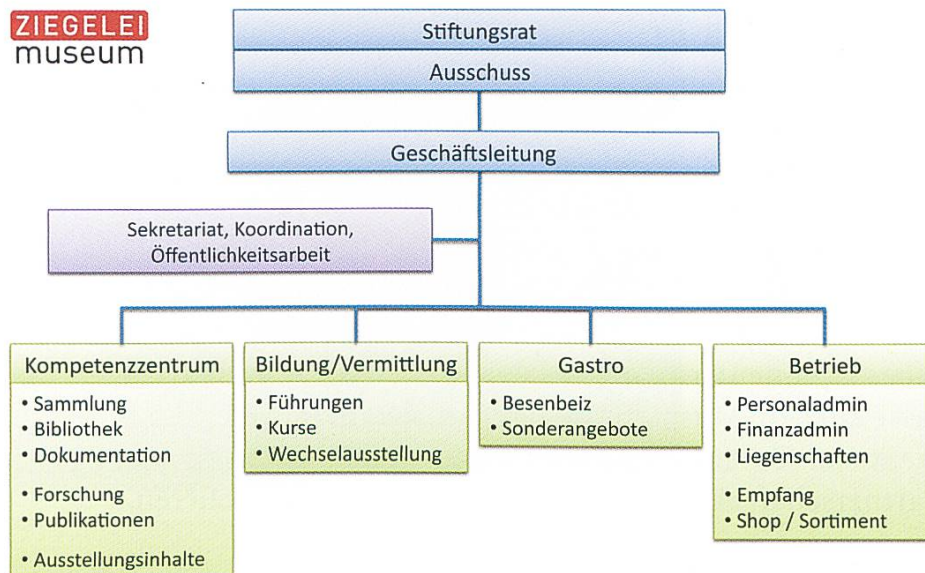 ZIEGELEI
museum
Stiftungsrat
Ausschuss
Geschäftsleitung
Sekretariat, Koordination,
Öffentlichkeitsarbeit
Kompetenzzentrum
• Sammlung
• Bibliothek
• Dokumentation
• Forschung
• Publikationen
• Ausstellungsinhalte
Bildung/Vermittlung
• Führungen
• Kurse
• Wechselausstellung
Gastro
• Besenbeiz
• Sonderangebote
Betrieb
• Personaladmin
• Finanzadmin
• Liegenschaften
• Empfang
• Shop / Sortiment